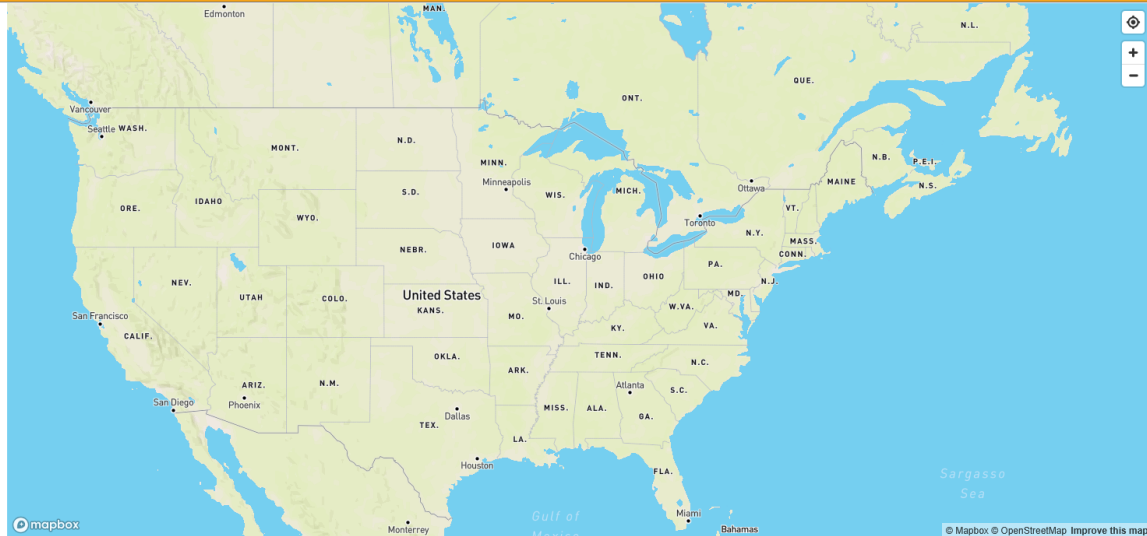 Edmonton
MAN.
N.L.
+
−
QUE.
ONT.
Vancouver
Seattle
WASH.
N.D.
MONT.
MINN.
N.B.
P.E.I.
Minneapolis
Ottawa
MAINE
N.S.
S.D.
WIS.
MICH.
IDAHO
ORE.
VT.
WYO.
Toronto
N.Y.
MASS.
IOWA
NEBR.
CONN.
Chicago
PA.
OHIO
NEV.
ILL.
IND.
N.J.
UTAH
COLO.
United States
MD.
St. Louis
W.VA.
KANS.
San Francisco
MO.
VA.
KY.
CALIF.
TENN.
OKLA.
N.C.
ARK.
ARIZ.
N.M.
Atlanta
S.C.
San Diego
Phoenix
Dallas
MISS.
ALA.
GA.
TEX.
LA.
Houston
FLA.
Sargasso
Sea
Miami
Gulf of
Mexico
mapbox
Monterrey
Bahamas
© Mapbox © OpenStreetMap Improve this map